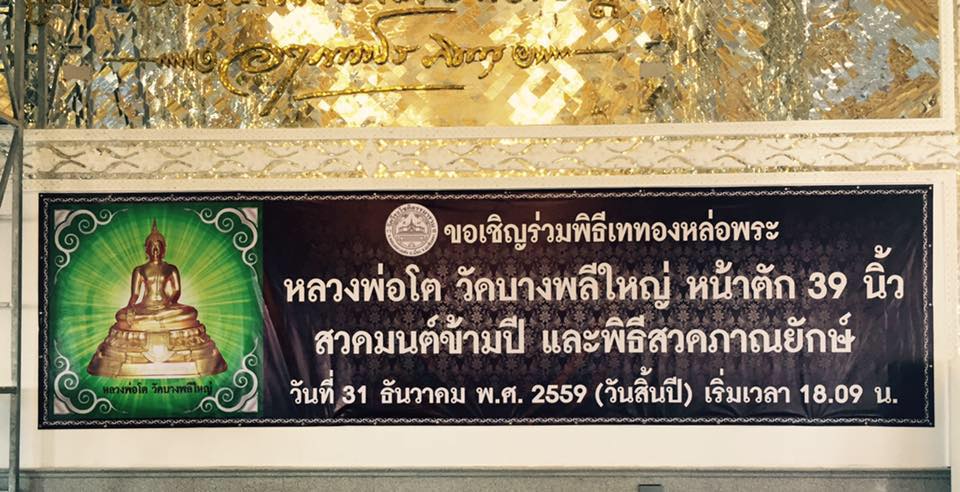 ขอเชิญร่วมพิธีเททองหล่อพระ
หลวงพ่อโต วัดบางพลีใหญ่ หน้าตัก 39 นิ้ว
สวดมนต์ข้ามปี และพิธีสวดภาณยักษ์
วันที่ 31 ธันวาคม พ.ศ. 2559 (วันสิ้นปี) เริ่มเวลา 18.09 น.
หลวงพ่อโต วัดบางพลีใหญ่